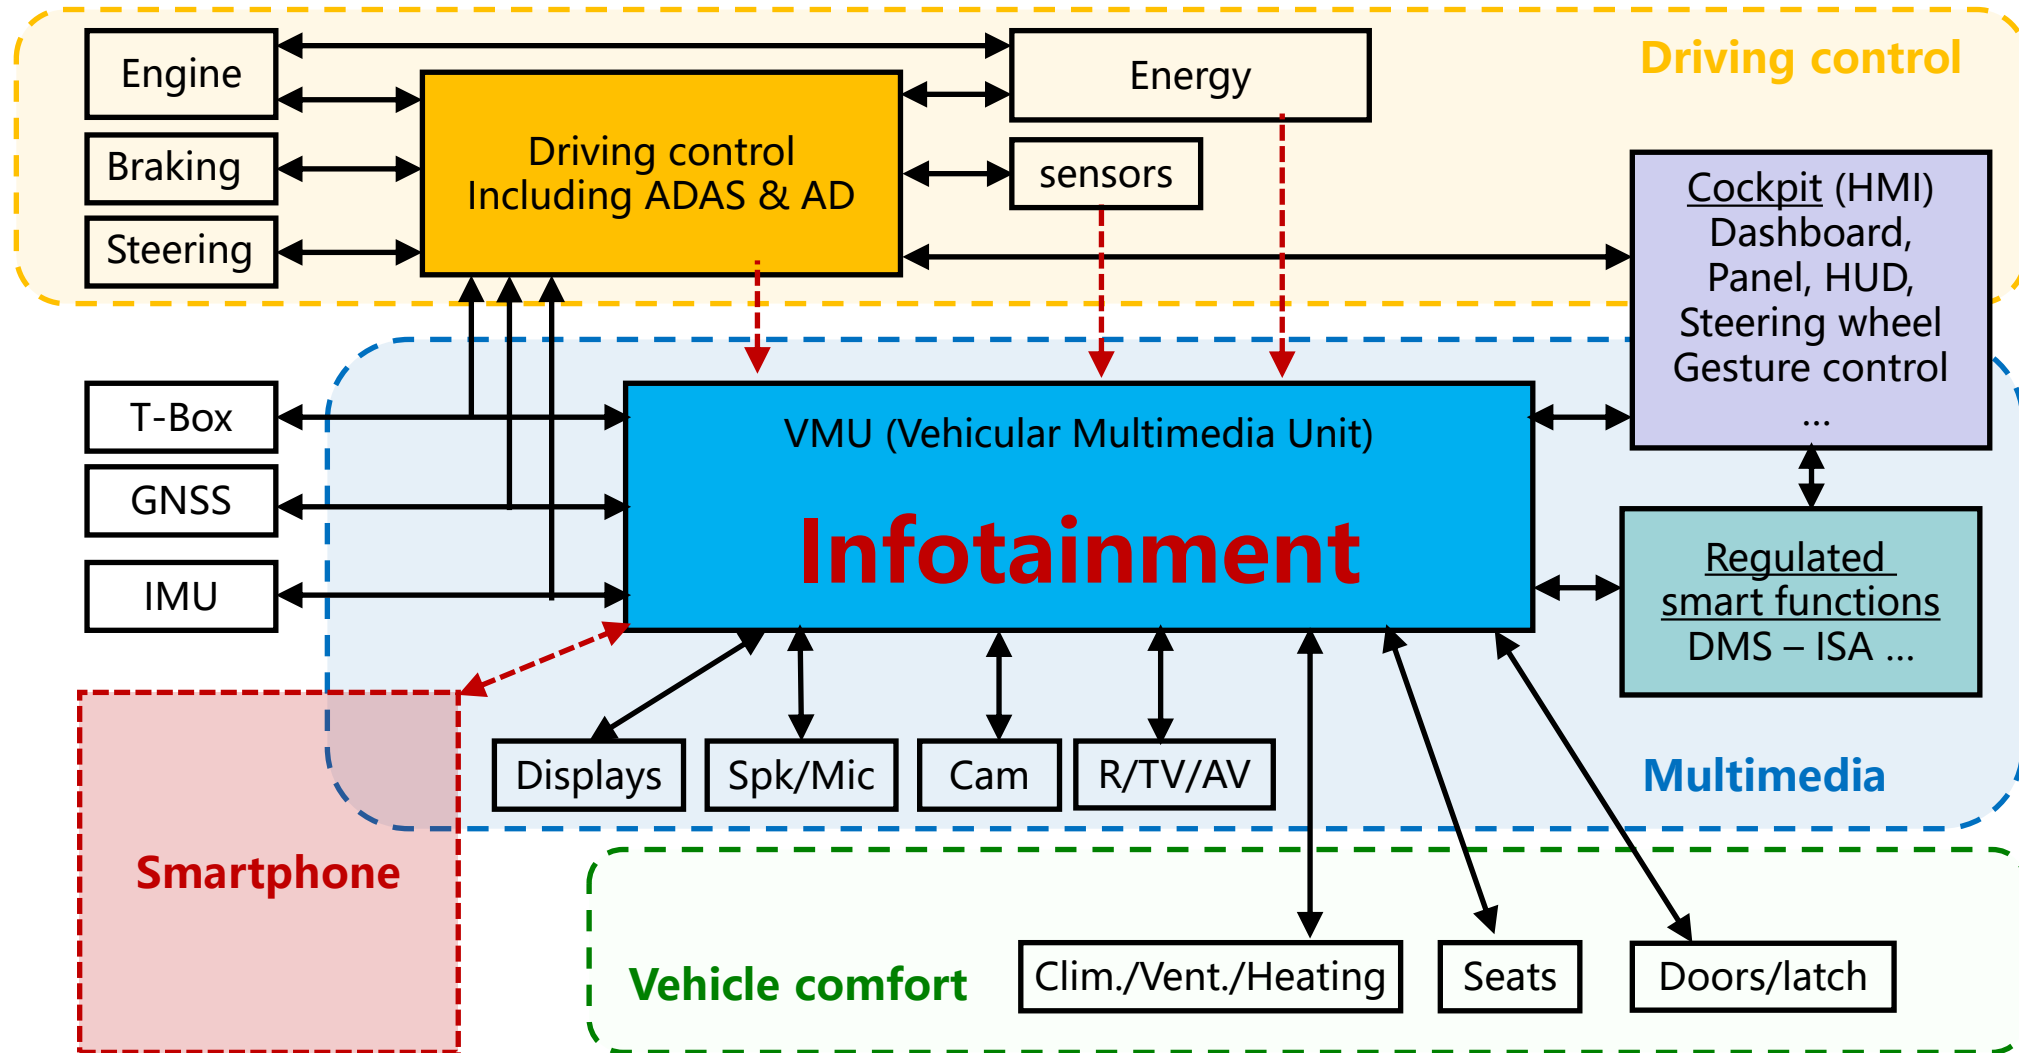 Driving control
Engine
Energy
Driving control
Including ADAS & AD
Braking
sensors
Steering
Cockpit (HMI)
Dashboard,
Panel, HUD,
Steering wheel
Gesture control
...
T-Box
VMU (Vehicular Multimedia Unit)
GNSS
Infotainment
IMU
Regulated
smart functions
DMS – ISA ...
Displays
Spk/Mic
Cam
R/TV/AV
Multimedia
Smartphone
Vehicle comfort
Clim./Vent./Heating
Seats
Doors/latch